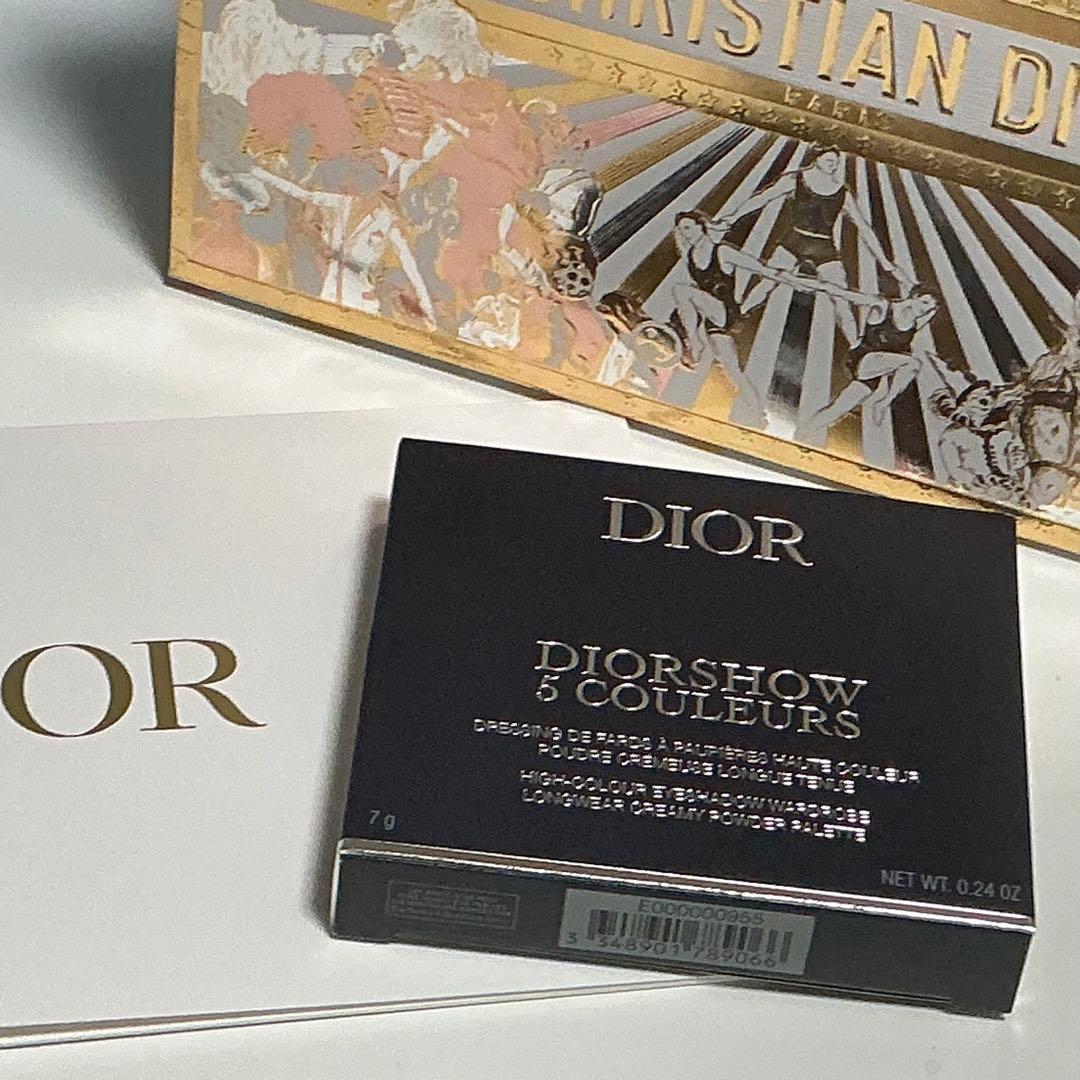 CHRISTIAN DI
PARIS
OR
DIOR
DIORSHOW
5 COULEURS
DRESSING DE FARDS À PAUPIÈRES HAUTE COULEUR
POUDRE CRÉMEUSE LONGUE TENUE
HIGH-COLOUR EYESHADOW WARDROBE
LONGWEAR CREAMY POWDER PALETTE
7 g
NET WT. 0.24 OZ
E000000955
3 348901 789066